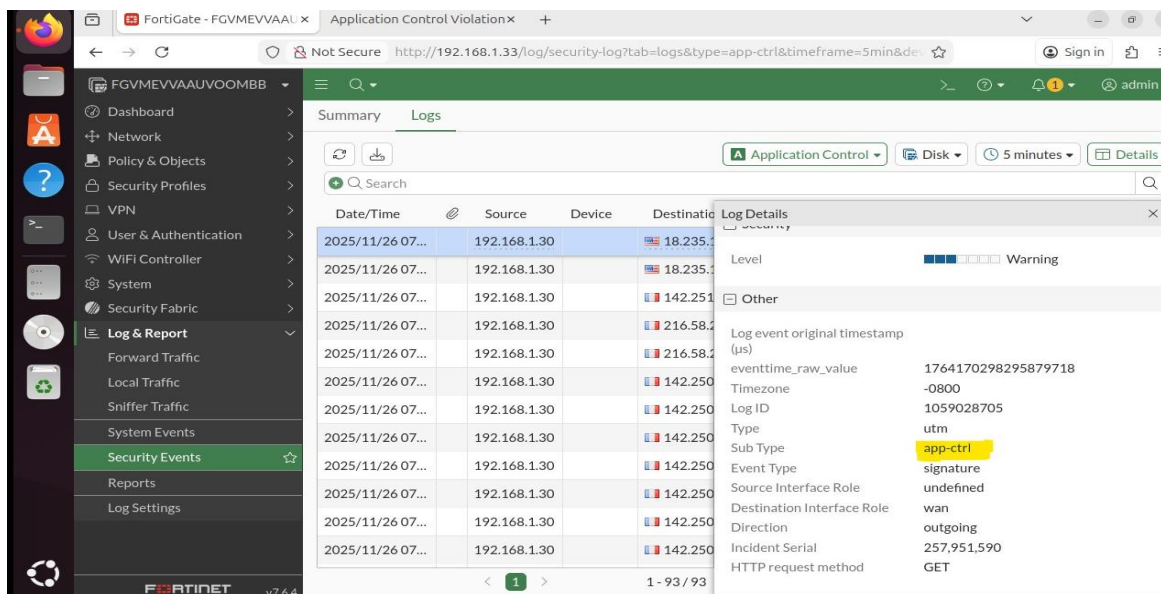 FortiGate - FGVMEVVAAU
Application Control Violation
Not Secure http://192.168.1.33/log/security-log?tab=logs&type=app-ctrl&timeframe=5min&de
Sign in
FGVMEVVAAUVOOMBB
1 admin
Dashboard
Network
Policy & Objects
Security Profiles
VPN
User & Authentication
WiFi Controller
System
Security Fabric
Log & Report
Forward Traffic
Local Traffic
Sniffer Traffic
System Events
Security Events
Reports
Log Settings
FORTINET v7.6.4
Summary Logs
Application Control Disk 5 minutes Details
Search
Date/Time Source Device Destinatio
2025/11/26 07... 192.168.1.30 18.235.1
2025/11/26 07... 192.168.1.30 18.235.1
2025/11/26 07... 192.168.1.30 142.251
2025/11/26 07... 192.168.1.30 216.58.2
2025/11/26 07... 192.168.1.30 216.58.2
2025/11/26 07... 192.168.1.30 142.250
2025/11/26 07... 192.168.1.30 142.250
2025/11/26 07... 192.168.1.30 142.250
2025/11/26 07... 192.168.1.30 142.250
2025/11/26 07... 192.168.1.30 142.250
2025/11/26 07... 192.168.1.30 142.250
2025/11/26 07... 192.168.1.30 142.250
1 1 - 93 / 93
Log Details
Security
Level Warning
Other
Log event original timestamp
(μs)
eventtime_raw_value 1764170298295879718
Timezone -0800
Log ID 1059028705
Type utm
Sub Type app-ctrl
Event Type signature
Source Interface Role undefined
Destination Interface Role wan
Direction outgoing
Incident Serial 257,951,590
HTTP request method GET